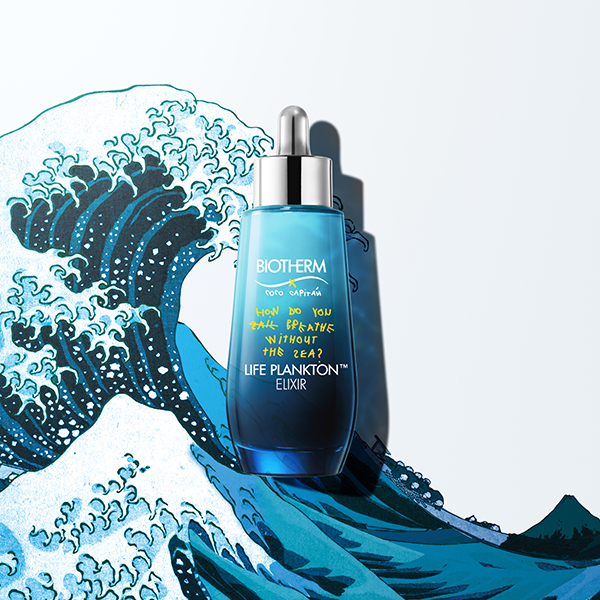 BIOTHERM
x
COCO CAPITÁN
HOW DO YOU
BREATHE
WITHOUT
THE SEA?
LIFE PLANKTON™
ELIXIR